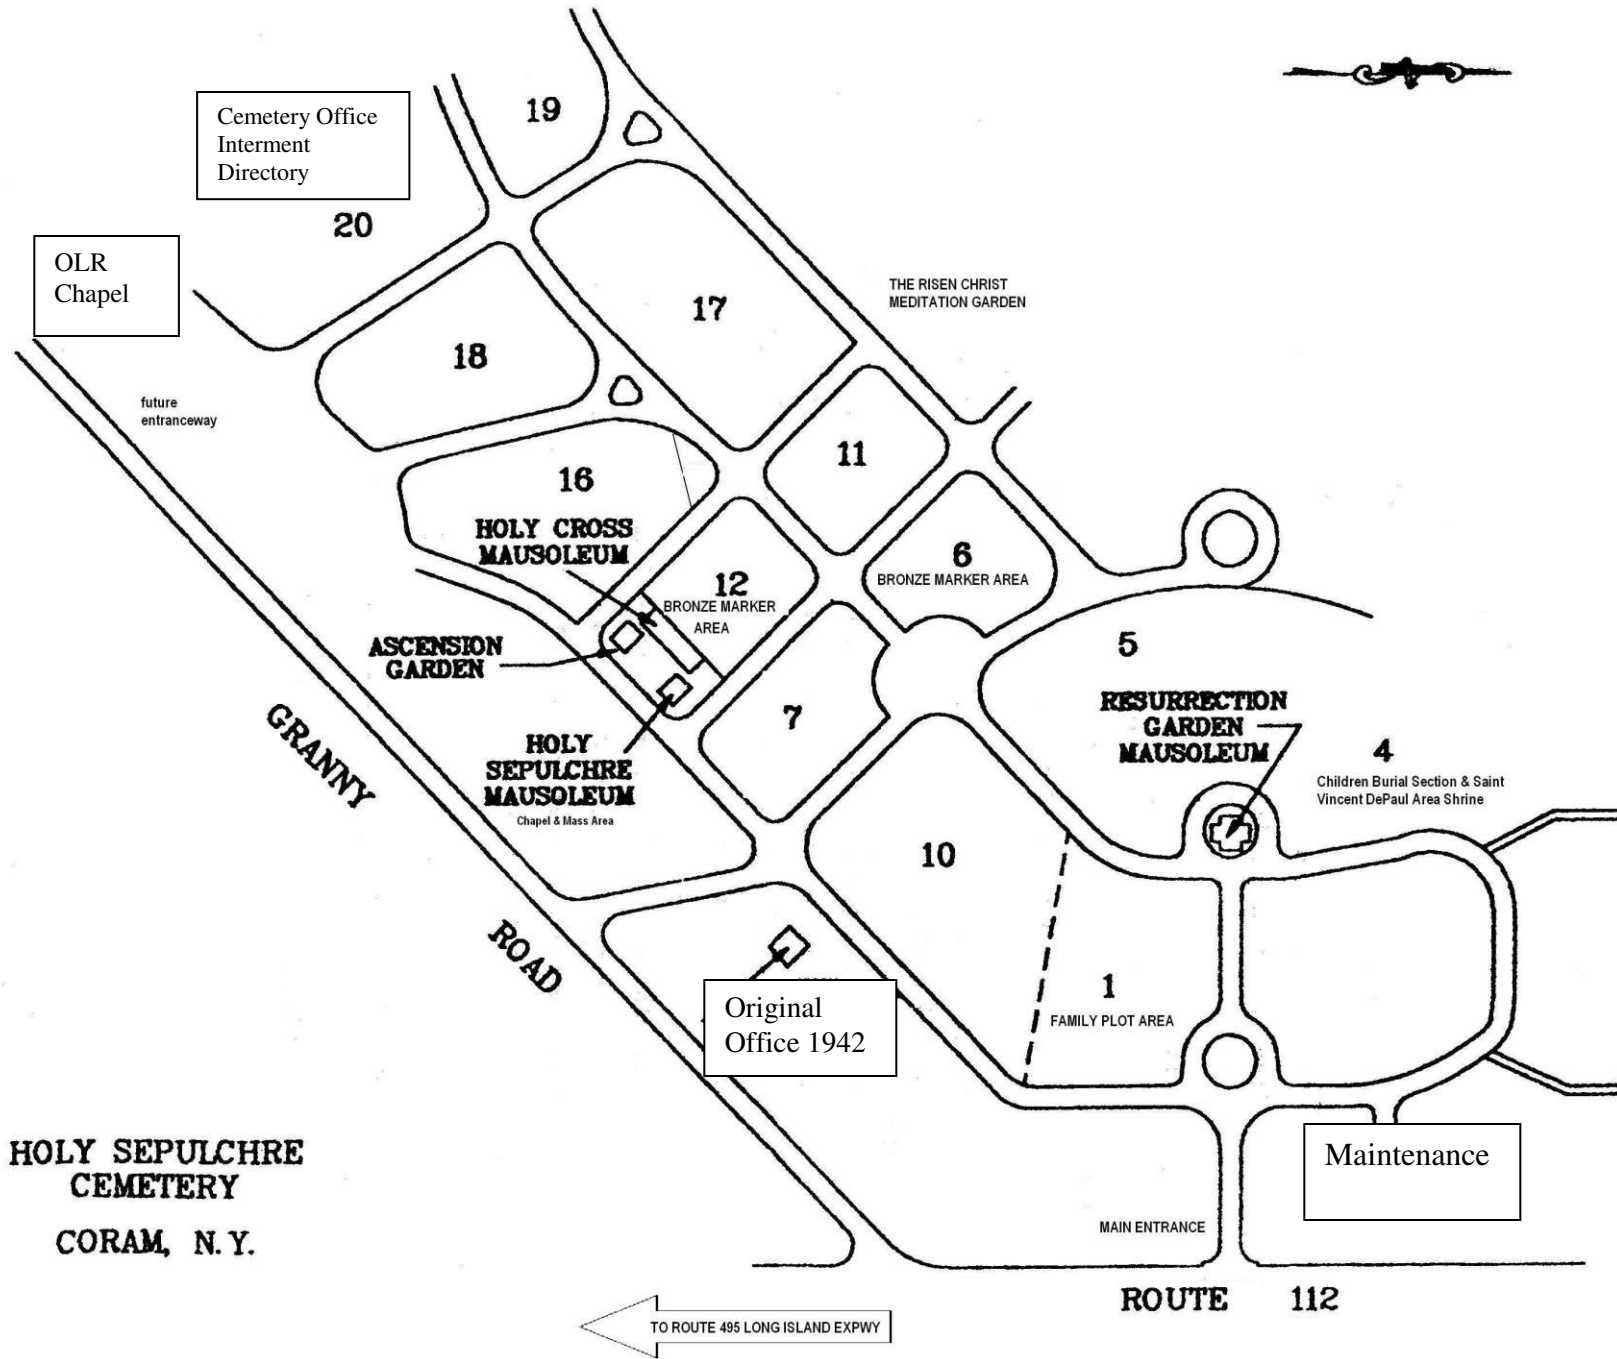 19
Cemetery Office
Interment
Directory
20
OLR
Chapel
THE RISEN CHRIST
MEDITATION GARDEN
17
18
future
entranceway
11
16
HOLY CROSS
MAUSOLEUM
6
BRONZE MARKER AREA
12
BRONZE MARKER
AREA
ASCENSION
GARDEN
5
7
RESURRECTION
GARDEN
MAUSOLEUM
4
Children Burial Section & Saint
Vincent DePaul Area Shrine
HOLY
SEPULCHRE
MAUSOLEUM
Chapel & Mass Area
GRANNY
ROAD
10
1
FAMILY PLOT AREA
Original
Office 1942
Maintenance
HOLY SEPULCHRE
CEMETERY
CORAM, N.Y.
MAIN ENTRANCE
ROUTE 112
TO ROUTE 495 LONG ISLAND EXPWY